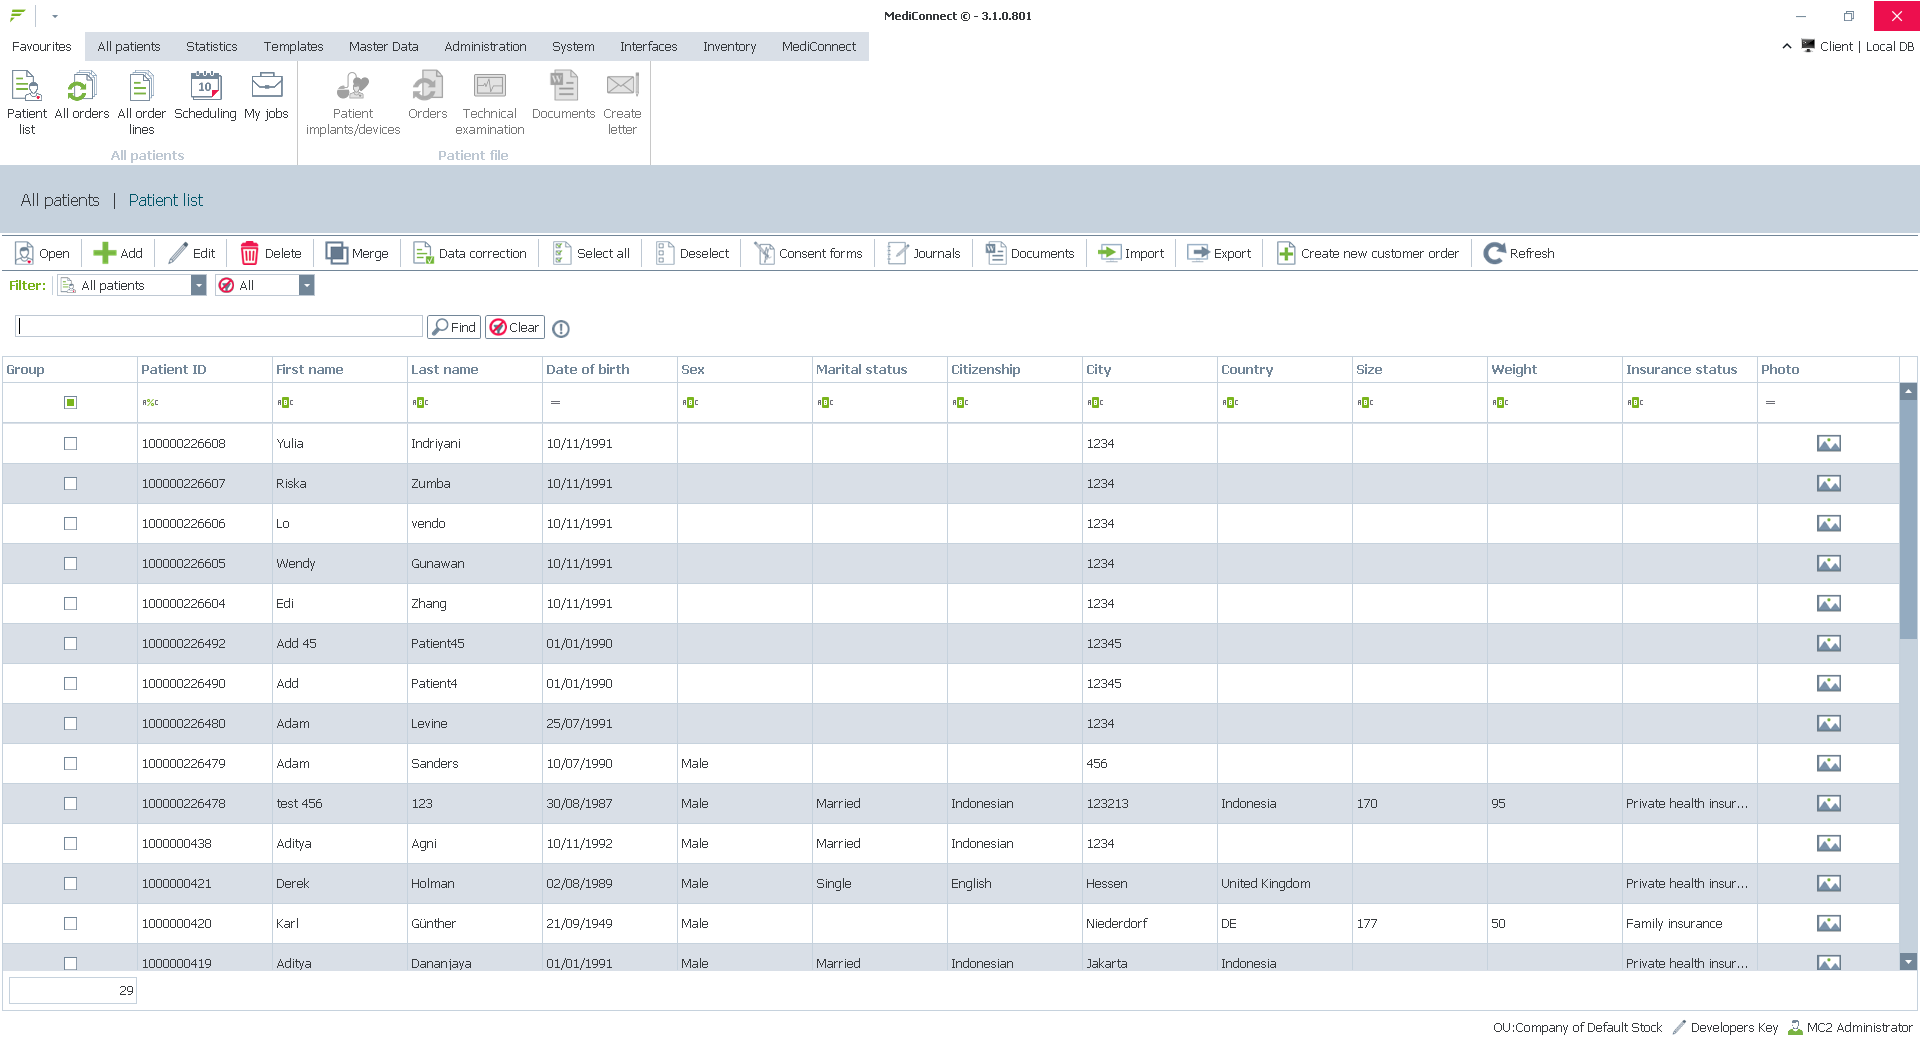 MediConnect © - 3.1.0.801
Favourites All patients Statistics Templates Master Data Administration System Interfaces Inventory MediConnect Client | Local DB
Patient list All orders All order lines Scheduling My jobs Patient implants/devices Orders Technical examination Documents Create letter
All patients Patient file
All patients | Patient list
Open Add Edit Delete Merge Data correction Select all Deselect Consent forms Journals Documents Import Export Create new customer order Refresh
Filter: All patients All
Find Clear
Group Patient ID First name Last name Date of birth Sex Marital status Citizenship City Country Size Weight Insurance status Photo
100000226608 Yulia Indriyani 10/11/1991 1234
100000226607 Riska Zumba 10/11/1991 1234
100000226606 Lo vendo 10/11/1991 1234
100000226605 Wendy Gunawan 10/11/1991 1234
100000226604 Edi Zhang 10/11/1991 1234
100000226492 Add 45 Patient45 01/01/1990 12345
100000226490 Add Patient4 01/01/1990 12345
100000226480 Adam Levine 25/07/1991 1234
100000226479 Adam Sanders 10/07/1990 Male 456
100000226478 test 456 123 30/08/1987 Male Married Indonesian 123213 Indonesia 170 95 Private health insur...
1000000438 Aditya Agni 10/11/1992 Male Married Indonesian 1234
1000000421 Derek Holman 02/08/1989 Male Single English Hessen United Kingdom Private health insur...
1000000420 Karl Günther 21/09/1949 Male Niederdorf DE 177 50 Family insurance
1000000419 Aditya Dananjaya 01/01/1991 Male Married Indonesian Jakarta Indonesia Private health insur...
29
OU:Company of Default Stock Developers Key MC2 Administrator